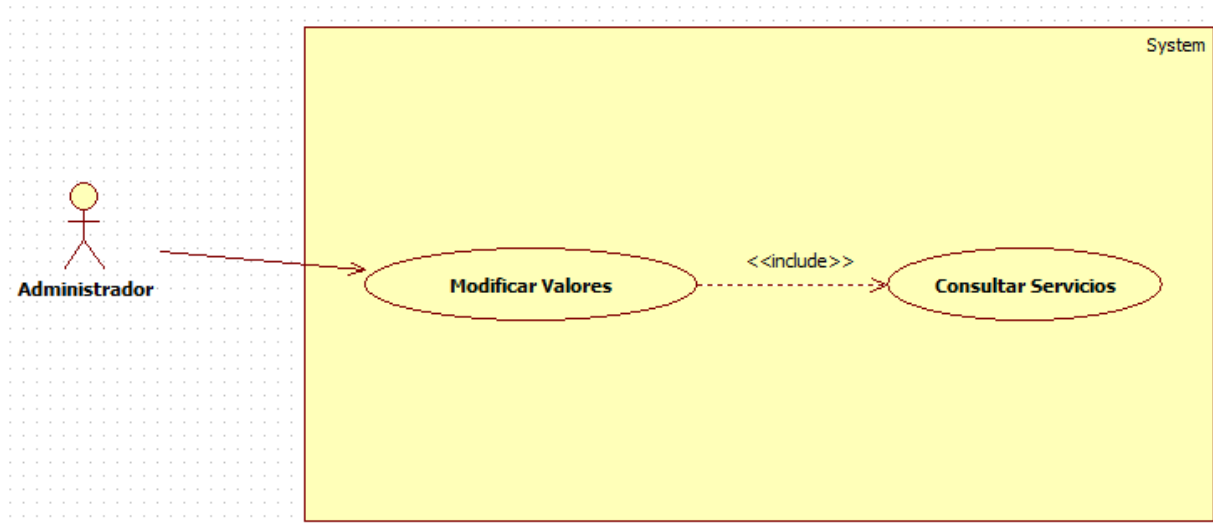 System
Administrador
Modificar Valores
<<include>>
Consultar Servicios